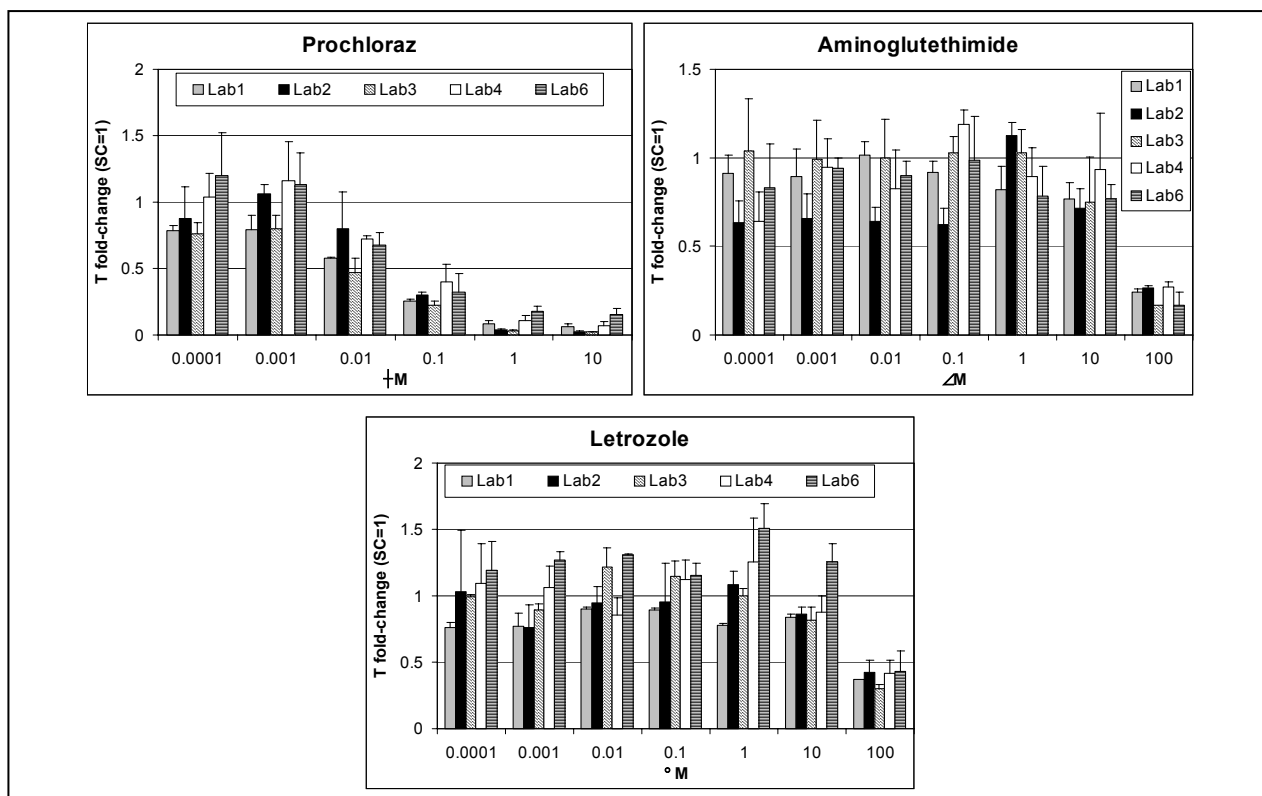 Prochloraz
T fold-change (SC=1)
Lab1 Lab2 Lab3 Lab4 Lab6
2
1.5
1
0.5
0
0.0001 0.001 0.01 0.1 1 10
┼M
Aminoglutethimide
T fold-change (SC=1)
1.5
1
0.5
0
Lab1
Lab2
Lab3
Lab4
Lab6
0.0001 0.001 0.01 0.1 1 10 100
⊿M
Letrozole
T fold-change (SC=1)
Lab1 Lab2 Lab3 Lab4 Lab6
2
1.5
1
0.5
0
0.0001 0.001 0.01 0.1 1 10 100
°M